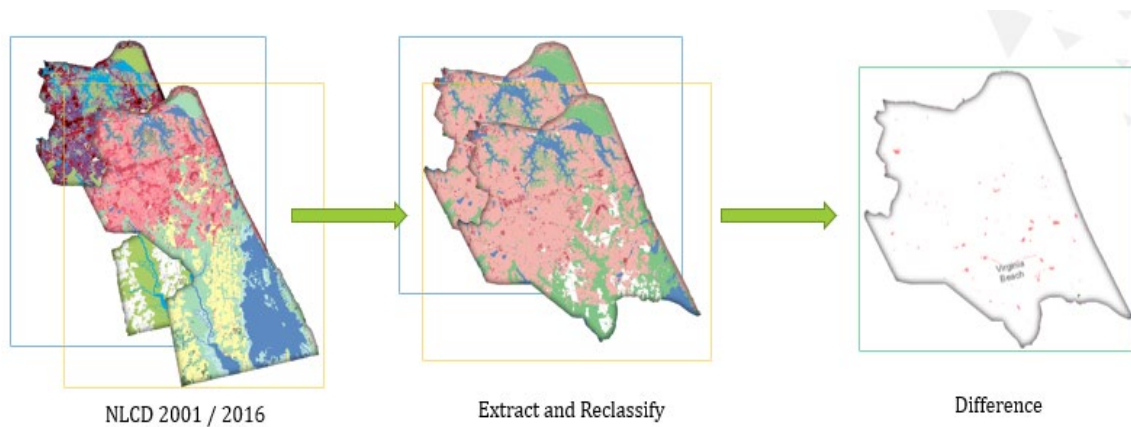 Virginia
Beach
NLCD 2001 / 2016
Extract and Reclassify
Difference